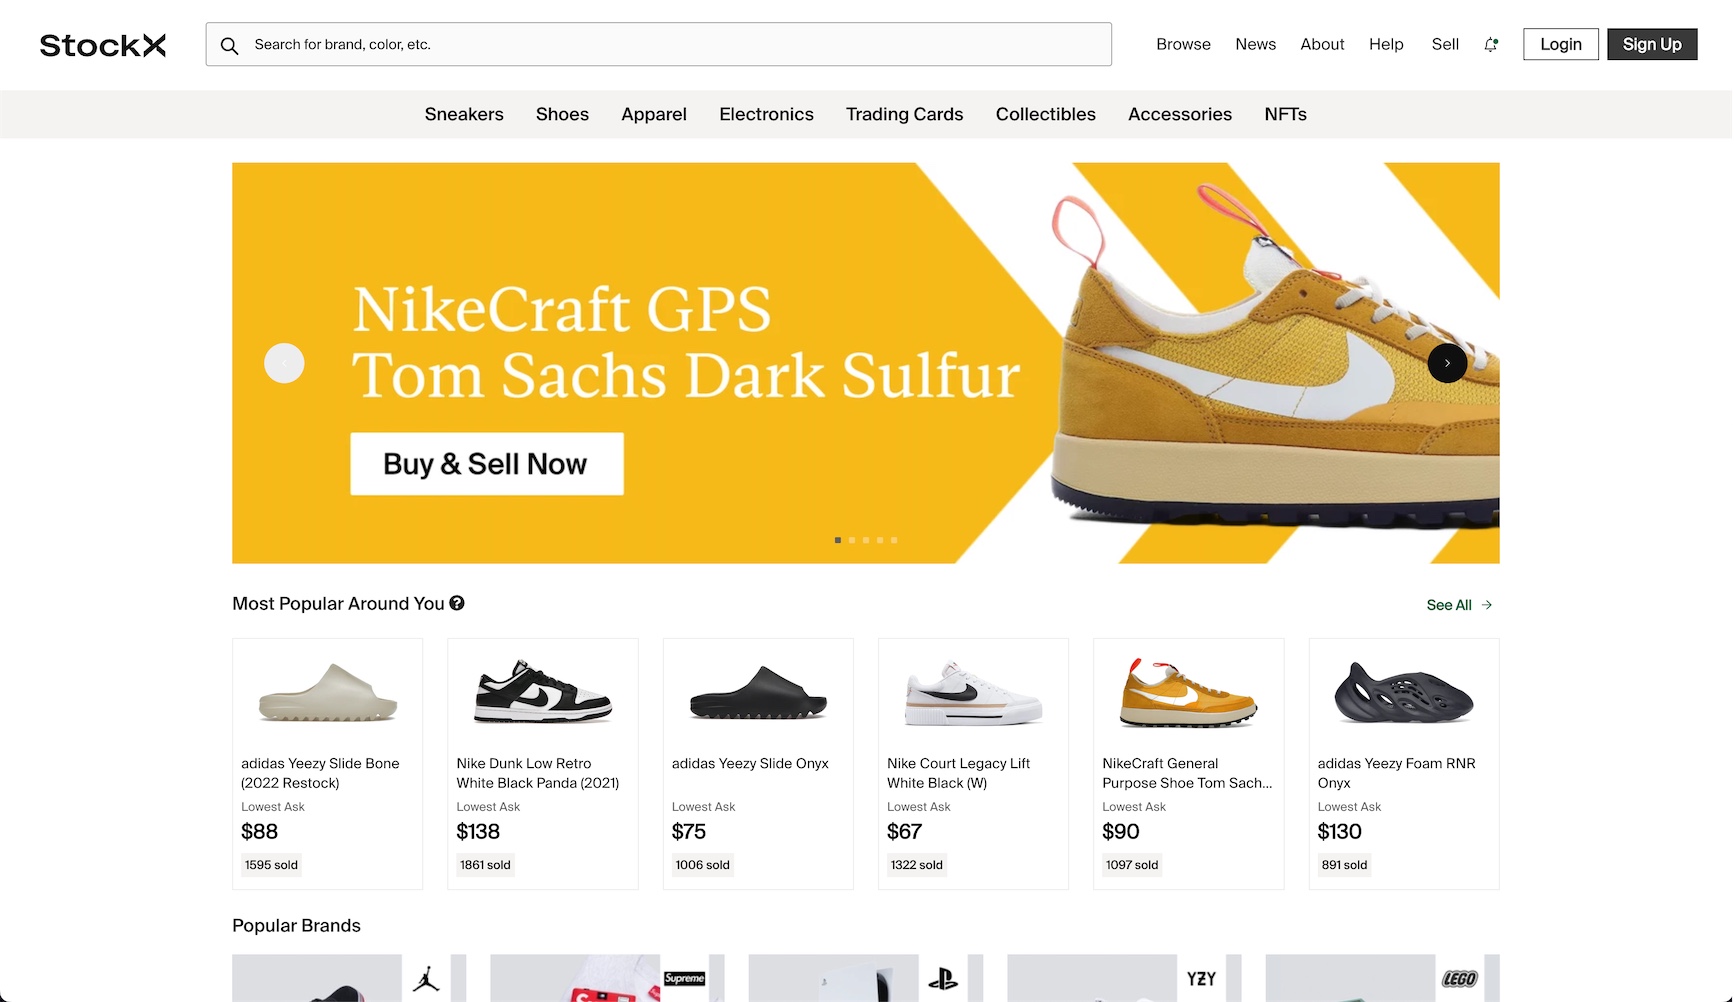 StockX
Search for brand, color, etc.
Browse News About Help Sell Login Sign Up
Sneakers Shoes Apparel Electronics Trading Cards Collectibles Accessories NFTs
NikeCraft GPS
Tom Sachs Dark Sulfur
Buy & Sell Now
Most Popular Around You ?
See All →
adidas Yeezy Slide Bone
(2022 Restock)
Lowest Ask
$88
1595 sold
Nike Dunk Low Retro
White Black Panda (2021)
Lowest Ask
$138
1861 sold
adidas Yeezy Slide Onyx
Lowest Ask
$75
1006 sold
Nike Court Legacy Lift
White Black (W)
Lowest Ask
$67
1322 sold
NikeCraft General
Purpose Shoe Tom Sach...
Lowest Ask
$90
1097 sold
adidas Yeezy Foam RNR
Onyx
Lowest Ask
$130
891 sold
Popular Brands
Supreme
YZY
LEGO